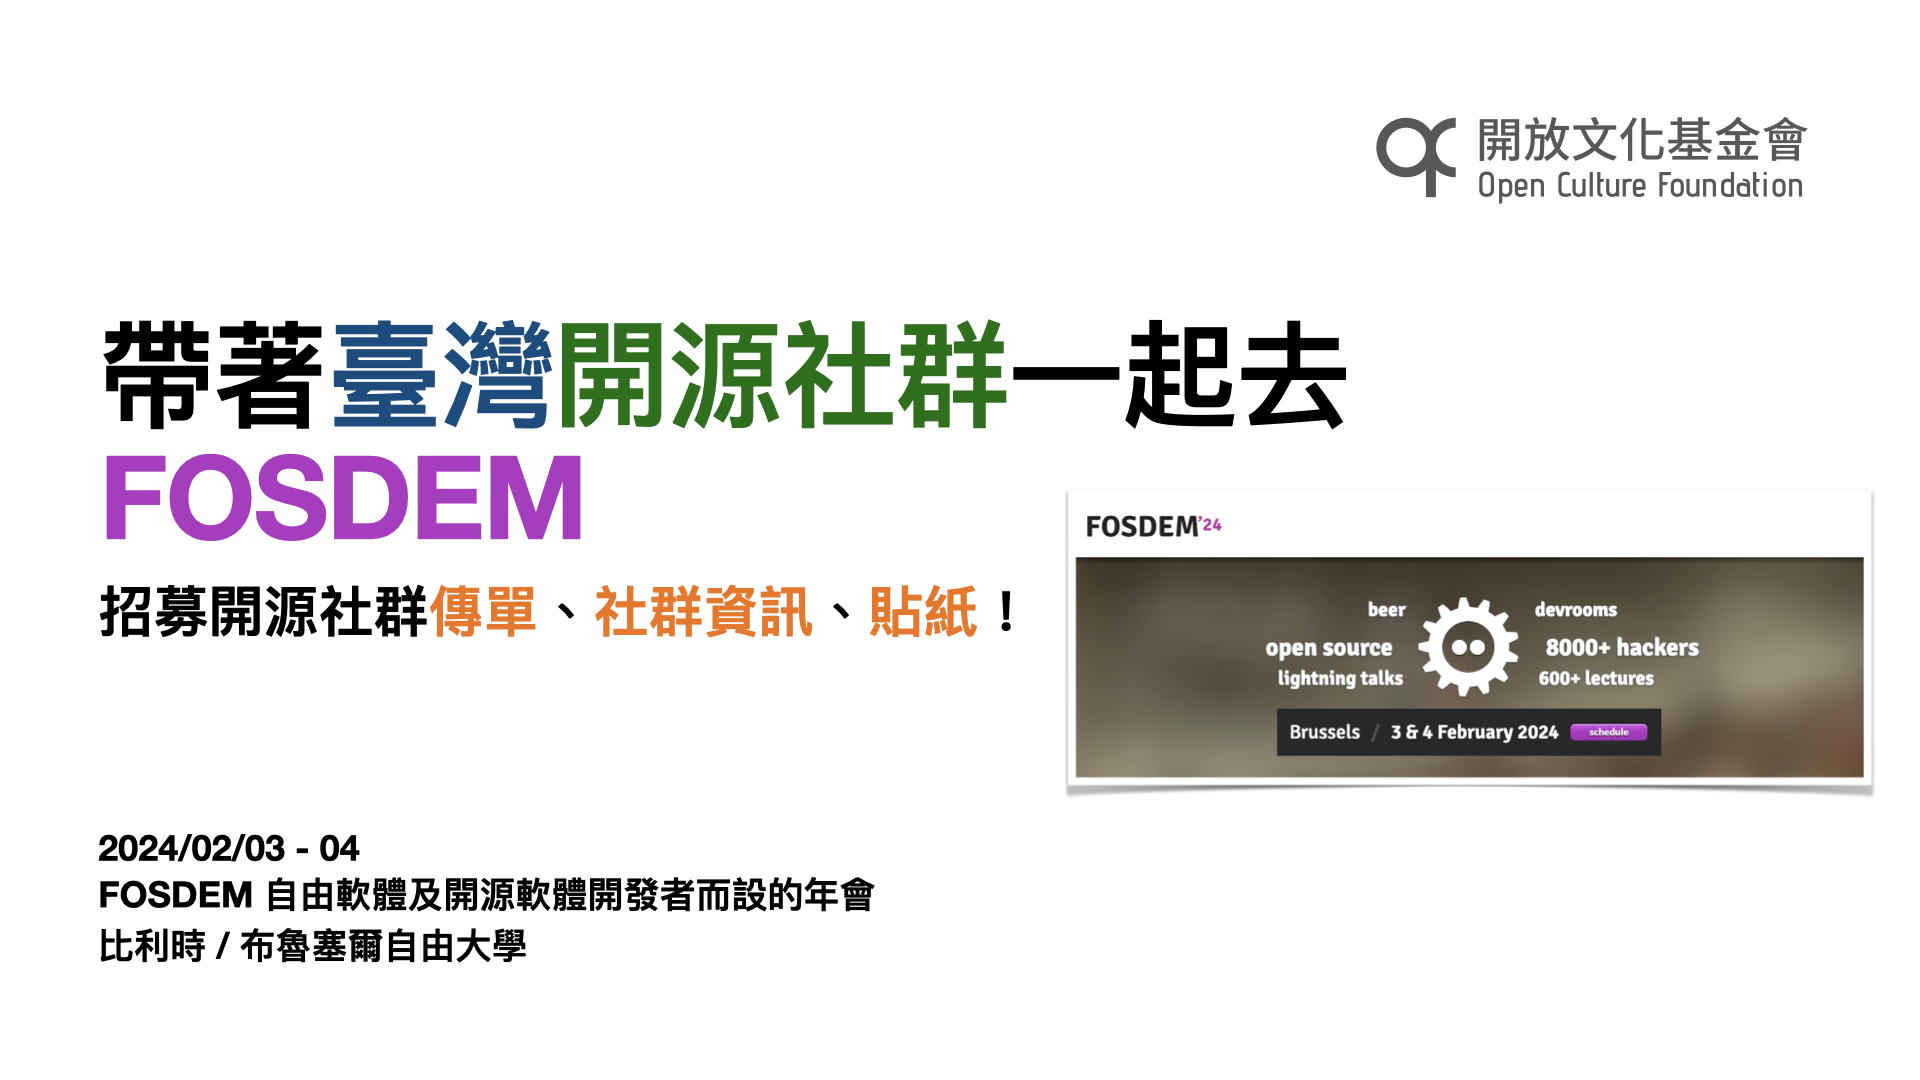 開放文化基金會
Open Culture Foundation
帶著臺灣開源社群一起去
FOSDEM
招募開源社群傳單、社群資訊、貼紙！
FOSDEM'24
beer
devrooms
open source
8000+ hackers
lightning talks
600+ lectures
Brussels / 3 & 4 February 2024 schedule
2024/02/03 - 04
FOSDEM 自由軟體及開源軟體開發者而設的年會
比利時 / 布魯塞爾自由大學